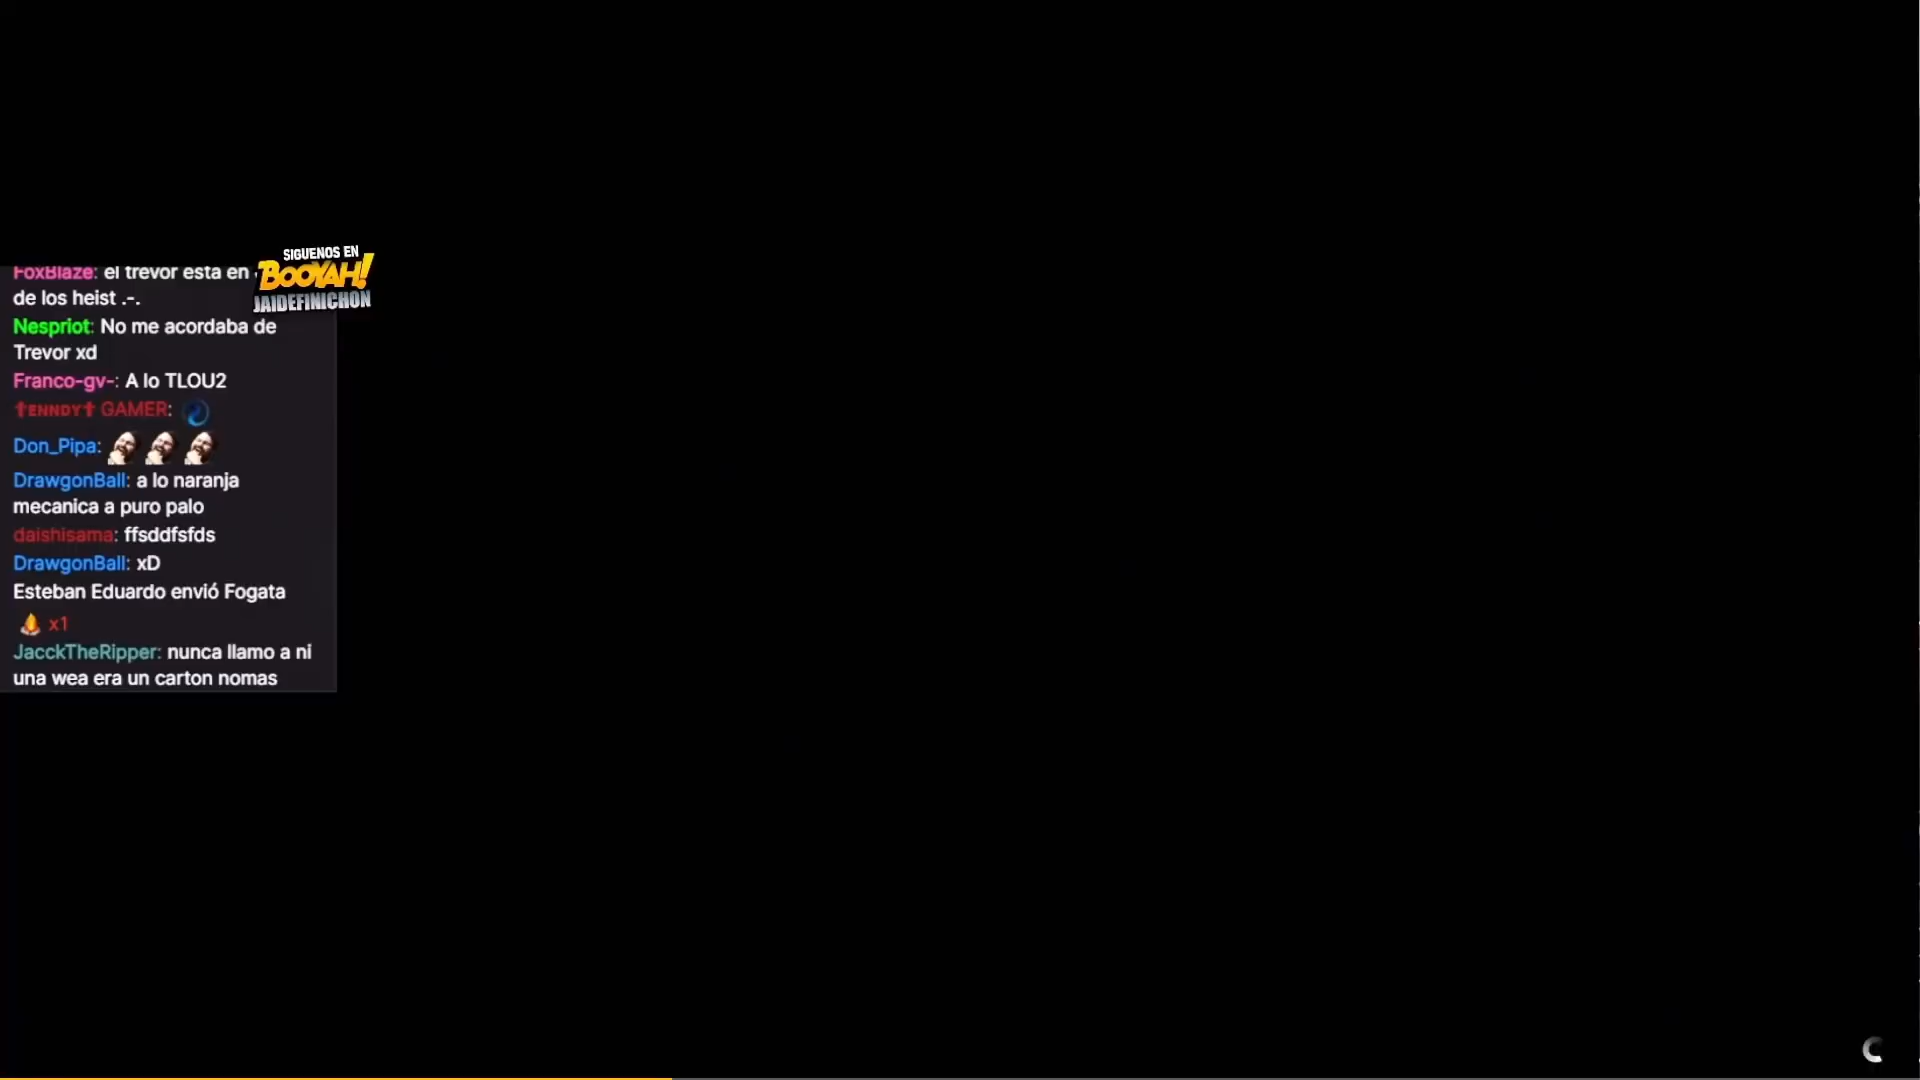 SIGUENOS EN
BOOYAH!
JAIDEFINICHON
FoxBlaze: el trevor esta en
de los heist .-.
Nespriot: No me acordaba de
Trevor xd
Franco-gv-: A lo TLOU2
✝ENNDY✝ GAMER:
Don_Pipa:
DrawgonBall: a lo naranja
mecanica a puro palo
daishisama: ffsddfsfds
DrawgonBall: xD
Esteban Eduardo envió Fogata
x1
JacckTheRipper: nunca llamo a ni
una wea era un carton nomas